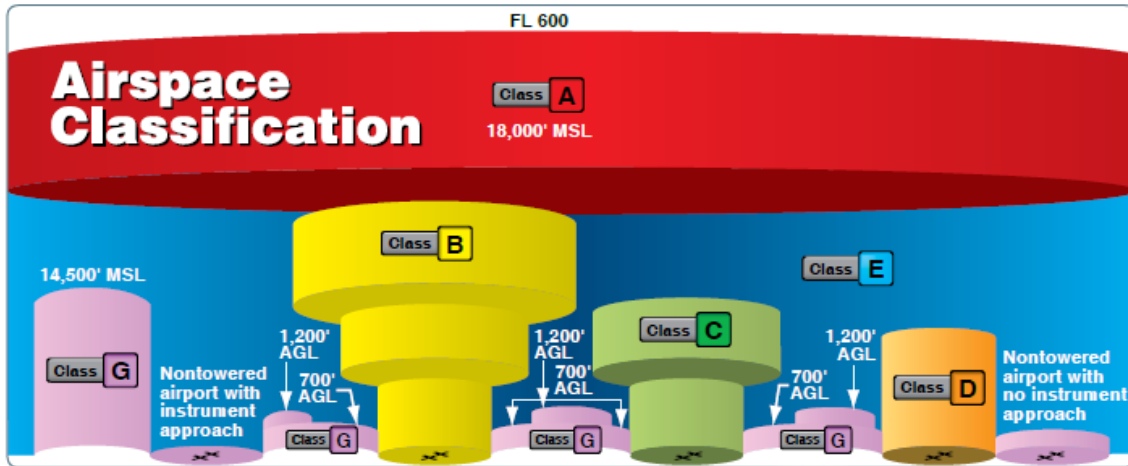 FL 600
Airspace
Classification
Class A
18,000' MSL
Class B
Class E
14,500' MSL
Class G
Nontowered
airport with
instrument
approach
1,200'
AGL
700'
AGL
Class G
1,200'
AGL
700'
AGL
Class G
Class C
1,200'
AGL
700'
AGL
Class G
Class D
Nontowered
airport with
no instrument
approach